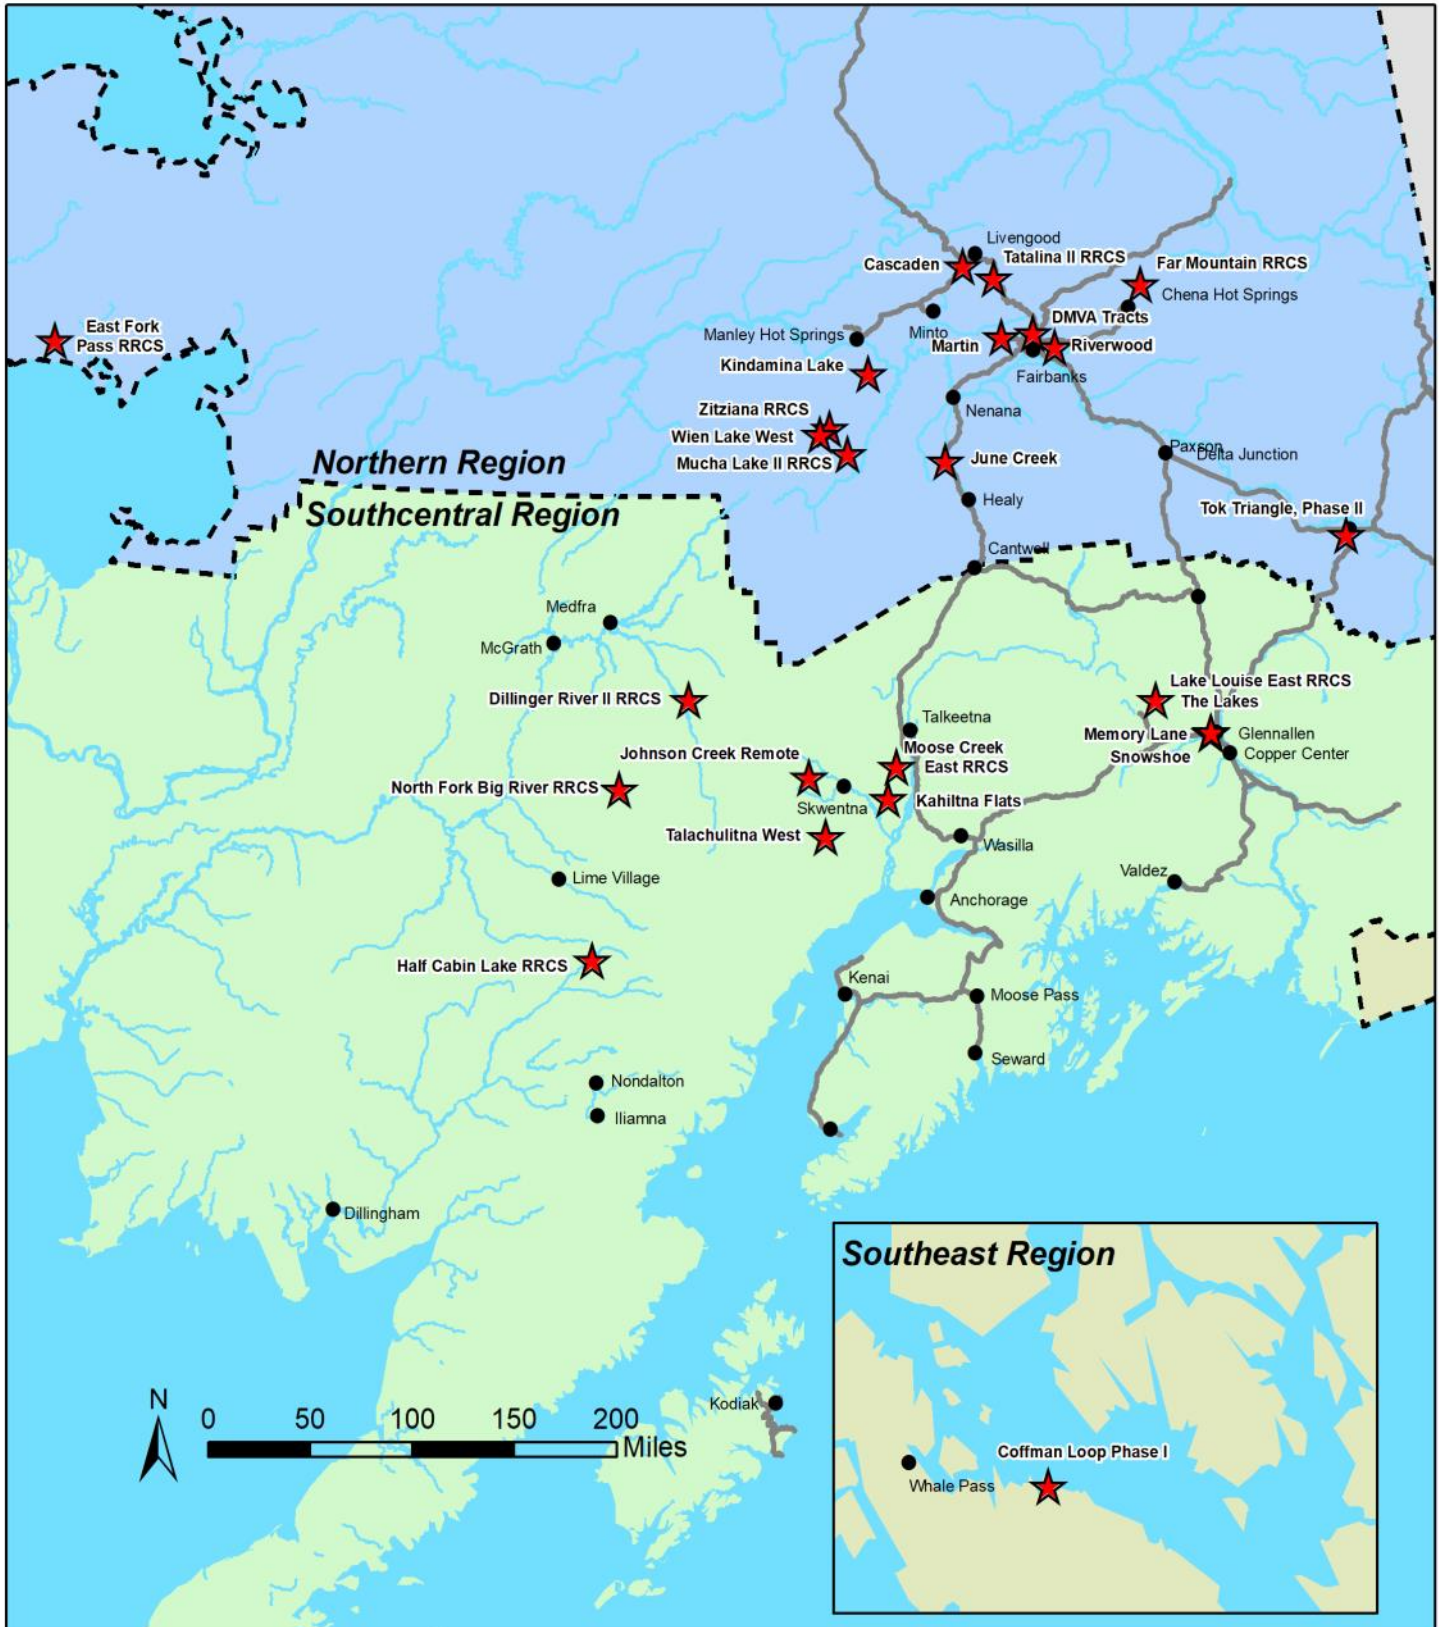 Livengood
Cascaden
Tatalina II RRCS
Far Mountain RRCS
Chena Hot Springs
East Fork
Pass RRCS
DMVA Tracts
Manley Hot Springs
Minto
Martin
Riverwood
Kindamina Lake
Fairbanks
Zitziana RRCS
Nenana
Wien Lake West
Mucha Lake II RRCS
June Creek
Paxson
Delta Junction
Northern Region
Healy
Southcentral Region
Tok Triangle, Phase II
Cantwell
Medfra
McGrath
Lake Louise East RRCS
Dillinger River II RRCS
The Lakes
Talkeetna
Memory Lane
Glennallen
Johnson Creek Remote
Moose Creek
East RRCS
Snowshoe
Copper Center
North Fork Big River RRCS
Skwentna
Kahiltna Flats
Talachulitna West
Wasilla
Lime Village
Valdez
Anchorage
Half Cabin Lake RRCS
Kenai
Moose Pass
Seward
Nondalton
Iliamna
Dillingham
Southeast Region
N
Kodiak
0 50 100 150 200
Miles
Coffman Loop Phase I
Whale Pass